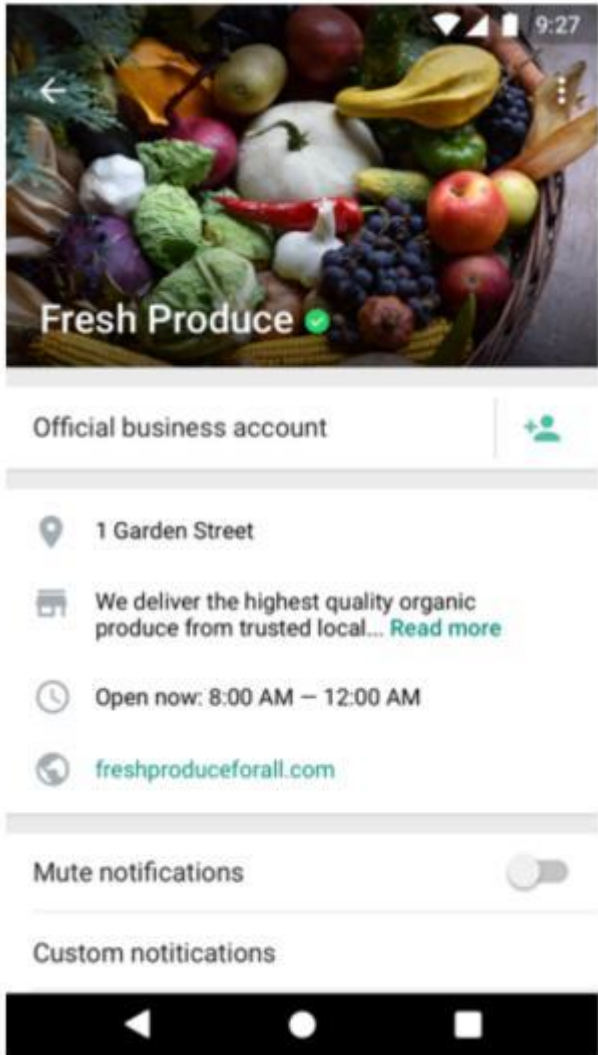 9:27
Fresh Produce
Official business account
1 Garden Street
We deliver the highest quality organic
produce from trusted local... Read more
Open now: 8:00 AM — 12:00 AM
freshproduceforall.com
Mute notifications
Custom notitications